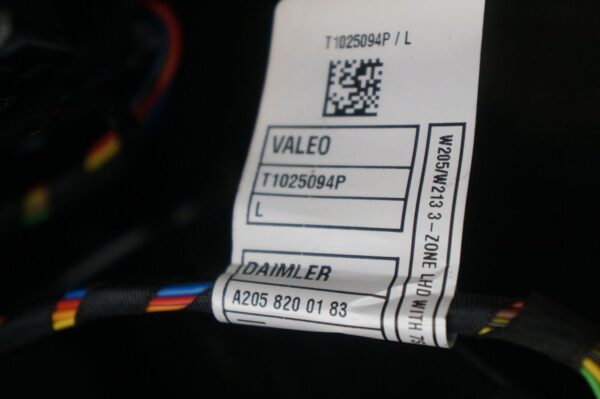 T1025094P / L
VALEO
T1025094P
L
DAIMLER
A205 820 01 83
W205/W213 3 - ZONE LHD WITH